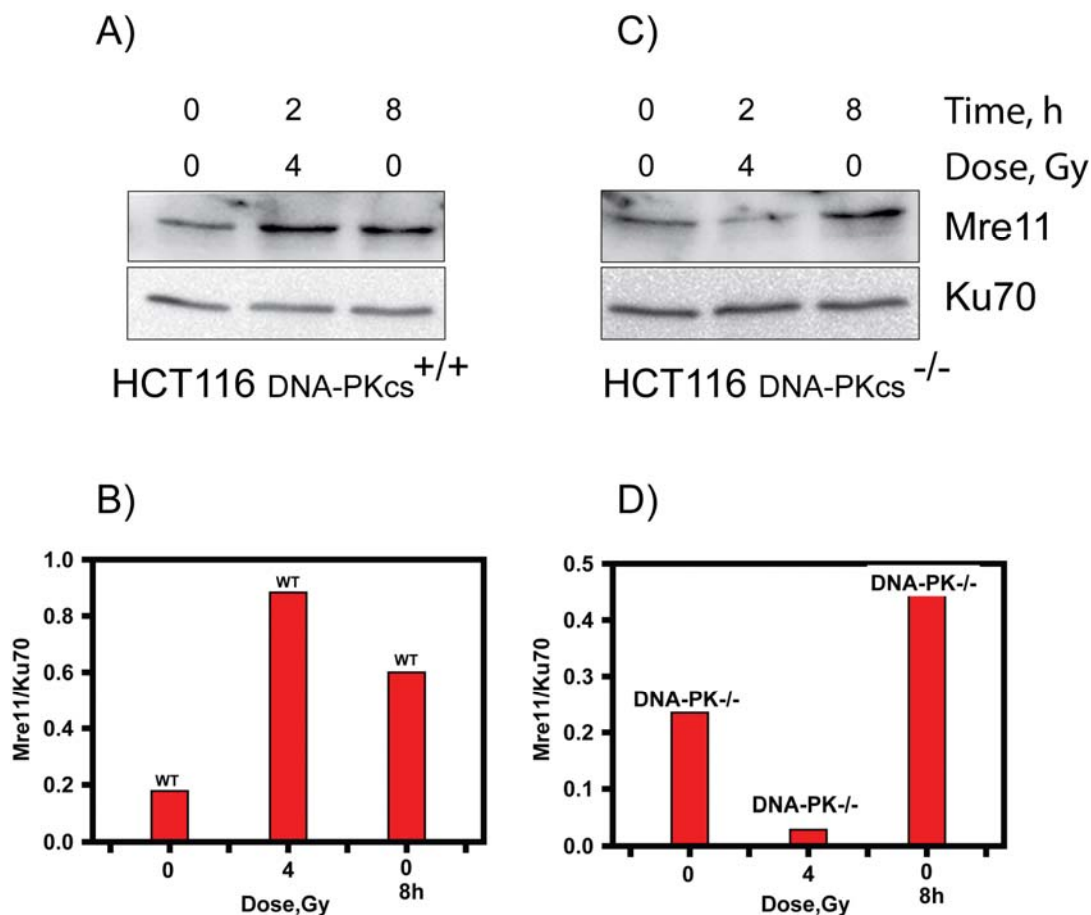 A)
0 2 8
0 4 0
HCT116 DNA-PKcs+/+
C)
0 2 8 Time, h
0 4 0 Dose, Gy
Mre11
Ku70
HCT116 DNA-PKcs -/-
B)
Mre11/Ku70
1.0
0.8
0.6
0.4
0.2
0.0
WT
WT
WT
0 4 0
8h
Dose,Gy
D)
Mre11/Ku70
0.5
0.4
0.3
0.2
0.1
0.0
DNA-PK-/-
DNA-PK-/-
DNA-PK-/-
0 4 0
8h
Dose,Gy